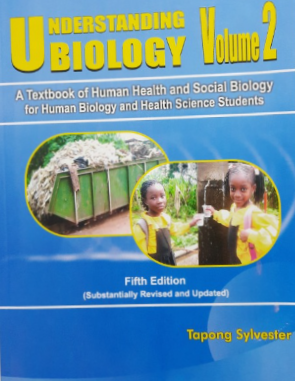 UNDERSTANDING
BIOLOGY Volume 2
A Textbook of Human Health and Social Biology
for Human Biology and Health Science Students
Fifth Edition
(Substantially Revised and Updated)
Tapong Sylvester